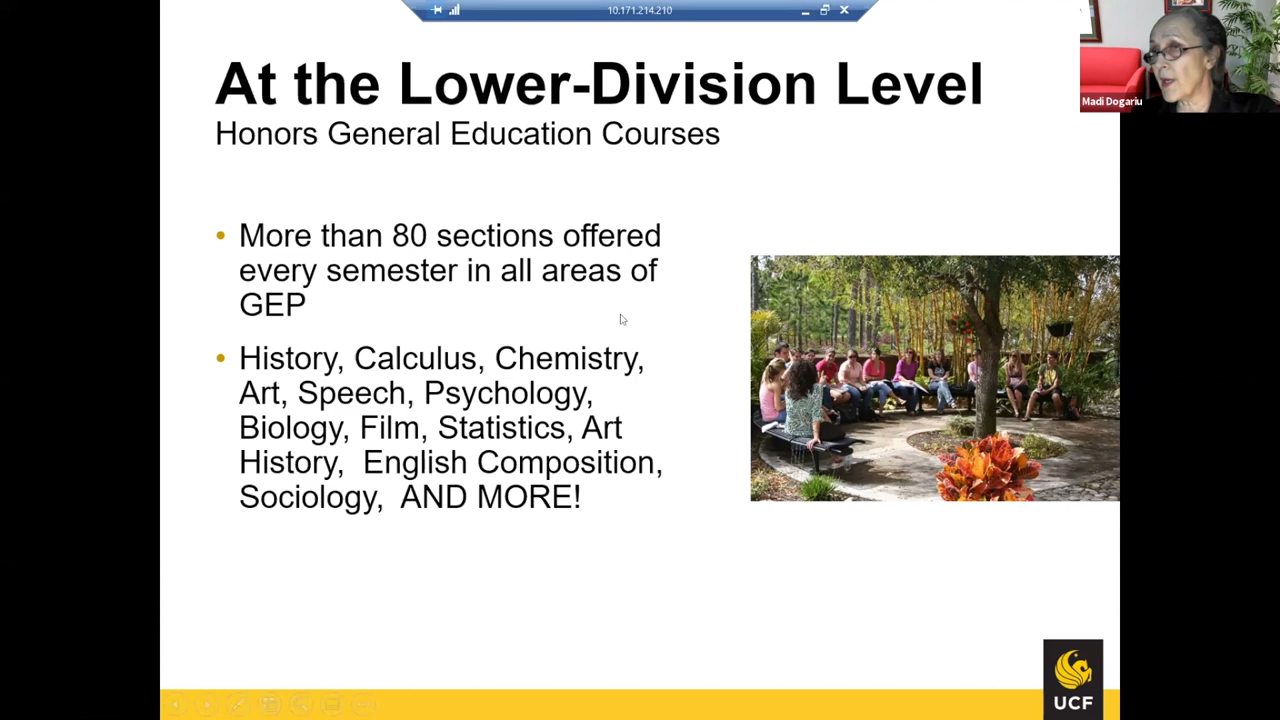 10.171.214.210
At the Lower-Division Level
Honors General Education Courses
Madi Dogariu
• More than 80 sections offered
every semester in all areas of
GEP
• History, Calculus, Chemistry,
Art, Speech, Psychology,
Biology, Film, Statistics, Art
History, English Composition,
Sociology, AND MORE!
UCF